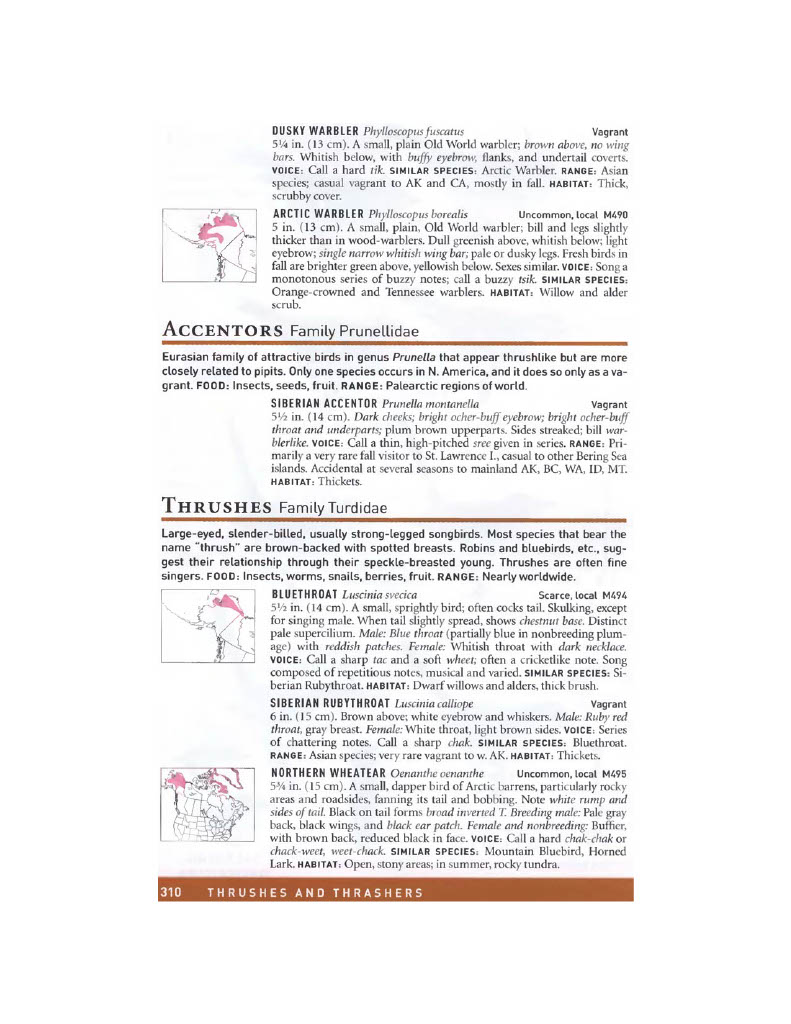 DUSKY WARBLER Phylloscopus fuscatus Vagrant
5¼ in. (13 cm). A small, plain Old World warbler; brown above, no wing
bars. Whitish below, with buffy eyebrow, flanks, and undertail coverts.
VOICE: Call a hard tik. SIMILAR SPECIES: Arctic Warbler. RANGE: Asian
species; casual vagrant to AK and CA, mostly in fall. HABITAT: Thick,
scrubby cover.
ARCTIC WARBLER Phylloscopus borealis Uncommon, local M490
5 in. (13 cm). A small, plain, Old World warbler; bill and legs slightly
thicker than in wood-warblers. Dull greenish above, whitish below; light
eyebrow; single narrow whitish wing bar; pale or dusky legs. Fresh birds in
fall are brighter green above, yellowish below. Sexes similar. VOICE: Song a
monotonous series of buzzy notes; call a buzzy tsik. SIMILAR SPECIES:
Orange-crowned and Tennessee warblers. HABITAT: Willow and alder
scrub.
ACCENTORS Family Prunellidae
Eurasian family of attractive birds in genus Prunella that appear thrushlike but are more
closely related to pipits. Only one species occurs in N. America, and it does so only as a va-
grant. FOOD: Insects, seeds, fruit. RANGE: Palearctic regions of world.
SIBERIAN ACCENTOR Prunella montanella Vagrant
5½ in. (14 cm). Dark cheeks; bright ocher-buff eyebrow; bright ocher-buff
throat and underparts; plum brown upperparts. Sides streaked; bill war-
blerlike. VOICE: Call a thin, high-pitched sree given in series. RANGE: Pri-
marily a very rare fall visitor to St. Lawrence I., casual to other Bering Sea
islands. Accidental at several seasons to mainland AK, BC, WA, ID, MT.
HABITAT: Thickets.
THRUSHES Family Turdidae
Large-eyed, slender-billed, usually strong-legged songbirds. Most species that bear the
name "thrush" are brown-backed with spotted breasts. Robins and bluebirds, etc., sug-
gest their relationship through their speckle-breasted young. Thrushes are often fine
singers. FOOD: Insects, worms, snails, berries, fruit. RANGE: Nearly worldwide.
BLUETHROAT Luscinia svecica Scarce, local M494
5½ in. (14 cm). A small, sprightly bird; often cocks tail. Skulking, except
for singing male. When tail slightly spread, shows chestnut base. Distinct
pale supercilium. Male: Blue throat (partially blue in nonbreeding plum-
age) with reddish patches. Female: Whitish throat with dark necklace.
VOICE: Call a sharp tac and a soft wheet; often a cricketlike note. Song
composed of repetitious notes, musical and varied. SIMILAR SPECIES: Si-
berian Rubythroat. HABITAT: Dwarf willows and alders, thick brush.
SIBERIAN RUBYTHROAT Luscinia calliope Vagrant
6 in. (15 cm). Brown above; white eyebrow and whiskers. Male: Ruby red
throat, gray breast. Female: White throat, light brown sides. VOICE: Series
of chattering notes. Call a sharp chak. SIMILAR SPECIES: Bluethroat.
RANGE: Asian species; very rare vagrant to w. AK. HABITAT: Thickets.
NORTHERN WHEATEAR Oenanthe oenanthe Uncommon, local M495
5¾ in. (15 cm). A small, dapper bird of Arctic barrens, particularly rocky
areas and roadsides, fanning its tail and bobbing. Note white rump and
sides of tail. Black on tail forms broad inverted T. Breeding male: Pale gray
back, black wings, and black ear patch. Female and nonbreeding: Buffier,
with brown back, reduced black in face. VOICE: Call a hard chak-chak or
chack-weet, weet-chack. SIMILAR SPECIES: Mountain Bluebird, Horned
Lark. HABITAT: Open, stony areas; in summer, rocky tundra.
310 THRUSHES AND THRASHERS